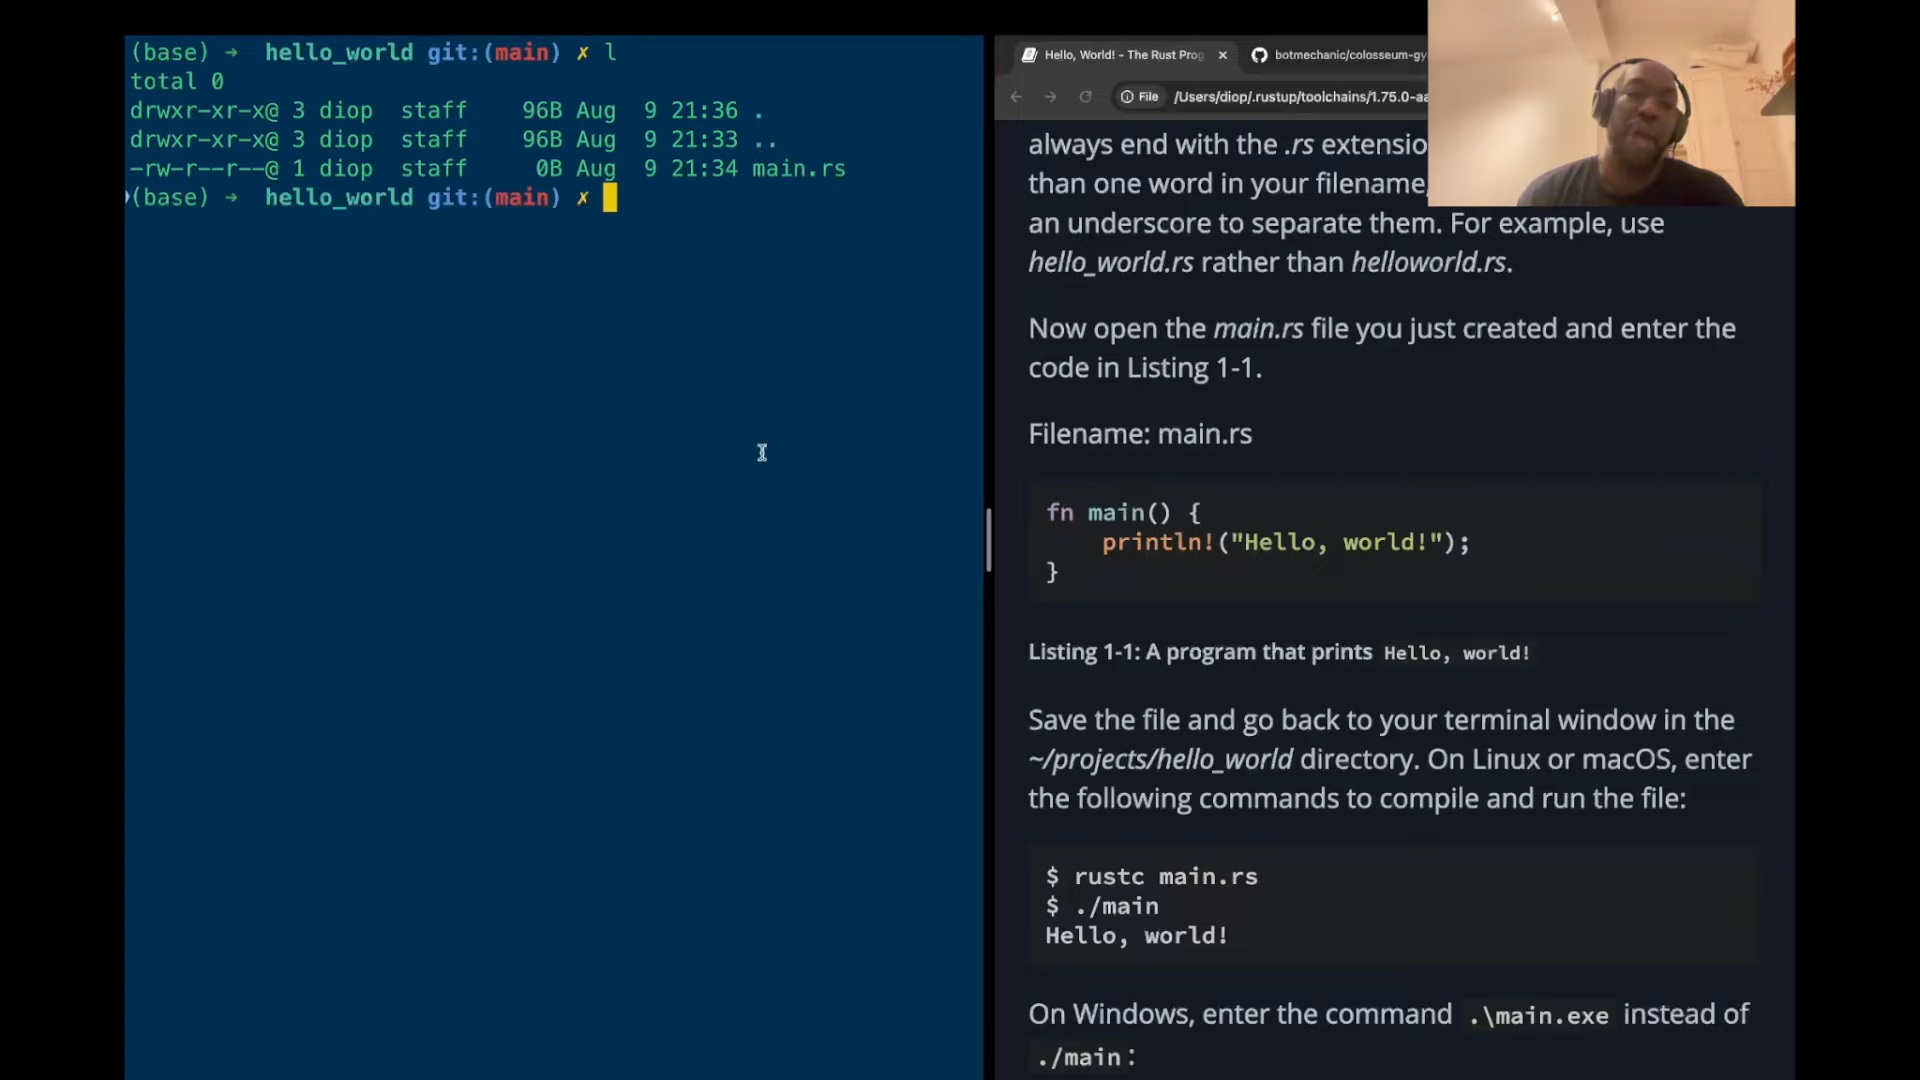 (base) → hello_world git:(main) ✗ l
total 0
drwxr-xr-x@ 3 diop  staff    96B Aug  9 21:36 .
drwxr-xr-x@ 3 diop  staff    96B Aug  9 21:33 ..
-rw-r--r--@ 1 diop  staff     0B Aug  9 21:34 main.rs
(base) → hello_world git:(main) ✗
Hello, World! - The Rust Prog
botmechanic/colosseum-gy
File /Users/diop/.rustup/toolchains/1.75.0-aa
always end with the .rs extensio
than one word in your filename,
an underscore to separate them. For example, use
hello_world.rs rather than helloworld.rs.
Now open the main.rs file you just created and enter the
code in Listing 1-1.
Filename: main.rs
fn main() {
    println!("Hello, world!");
}
Listing 1-1: A program that prints Hello, world!
Save the file and go back to your terminal window in the
~/projects/hello_world directory. On Linux or macOS, enter
the following commands to compile and run the file:
$ rustc main.rs
$ ./main
Hello, world!
On Windows, enter the command .\main.exe instead of
./main: